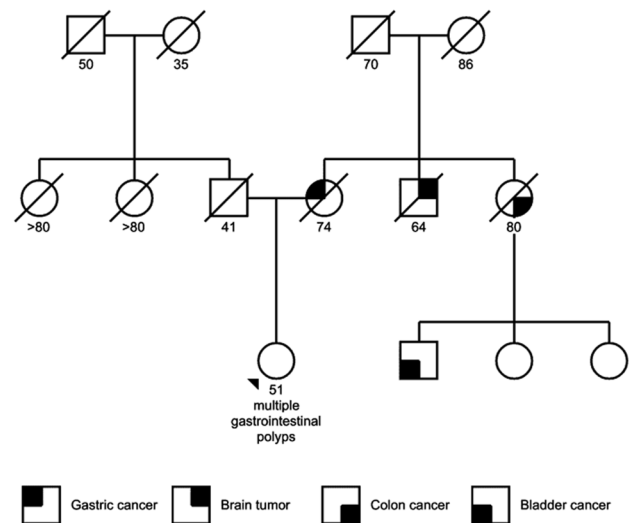 50 35 70 86
>80 >80 41 74 64 80
51
multiple
gastrointestinal
polyps
Gastric cancer Brain tumor Colon cancer Bladder cancer